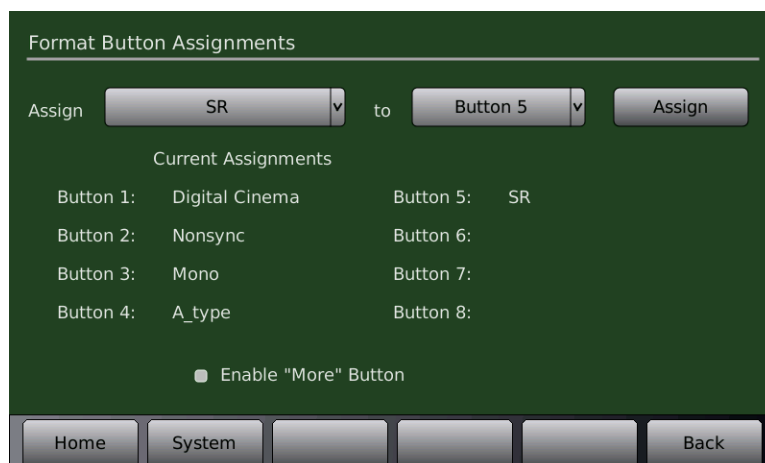 Format Button Assignments
Assign SR v to Button 5 v Assign
Current Assignments
Button 1: Digital Cinema Button 5: SR
Button 2: Nonsync Button 6:
Button 3: Mono Button 7:
Button 4: A_type Button 8:
Enable "More" Button
Home System Back